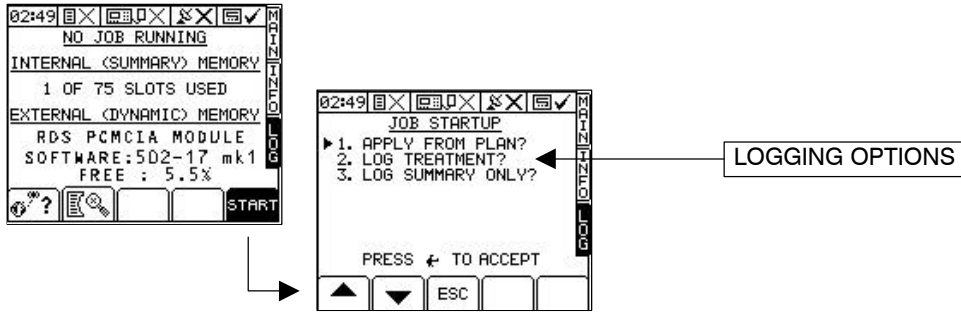 02:49
NO JOB RUNNING
INTERNAL (SUMMARY) MEMORY
1 OF 75 SLOTS USED
EXTERNAL (DYNAMIC) MEMORY
RDS PCMCIA MODULE
SOFTWARE:502-17 mk1
FREE : 5.5%
?
START
MAIN
INFO
LOG
02:49
JOB STARTUP
1. APPLY FROM PLAN?
2. LOG TREATMENT?
3. LOG SUMMARY ONLY?
PRESS ↵ TO ACCEPT
ESC
MAIN
INFO
LOG
LOGGING OPTIONS